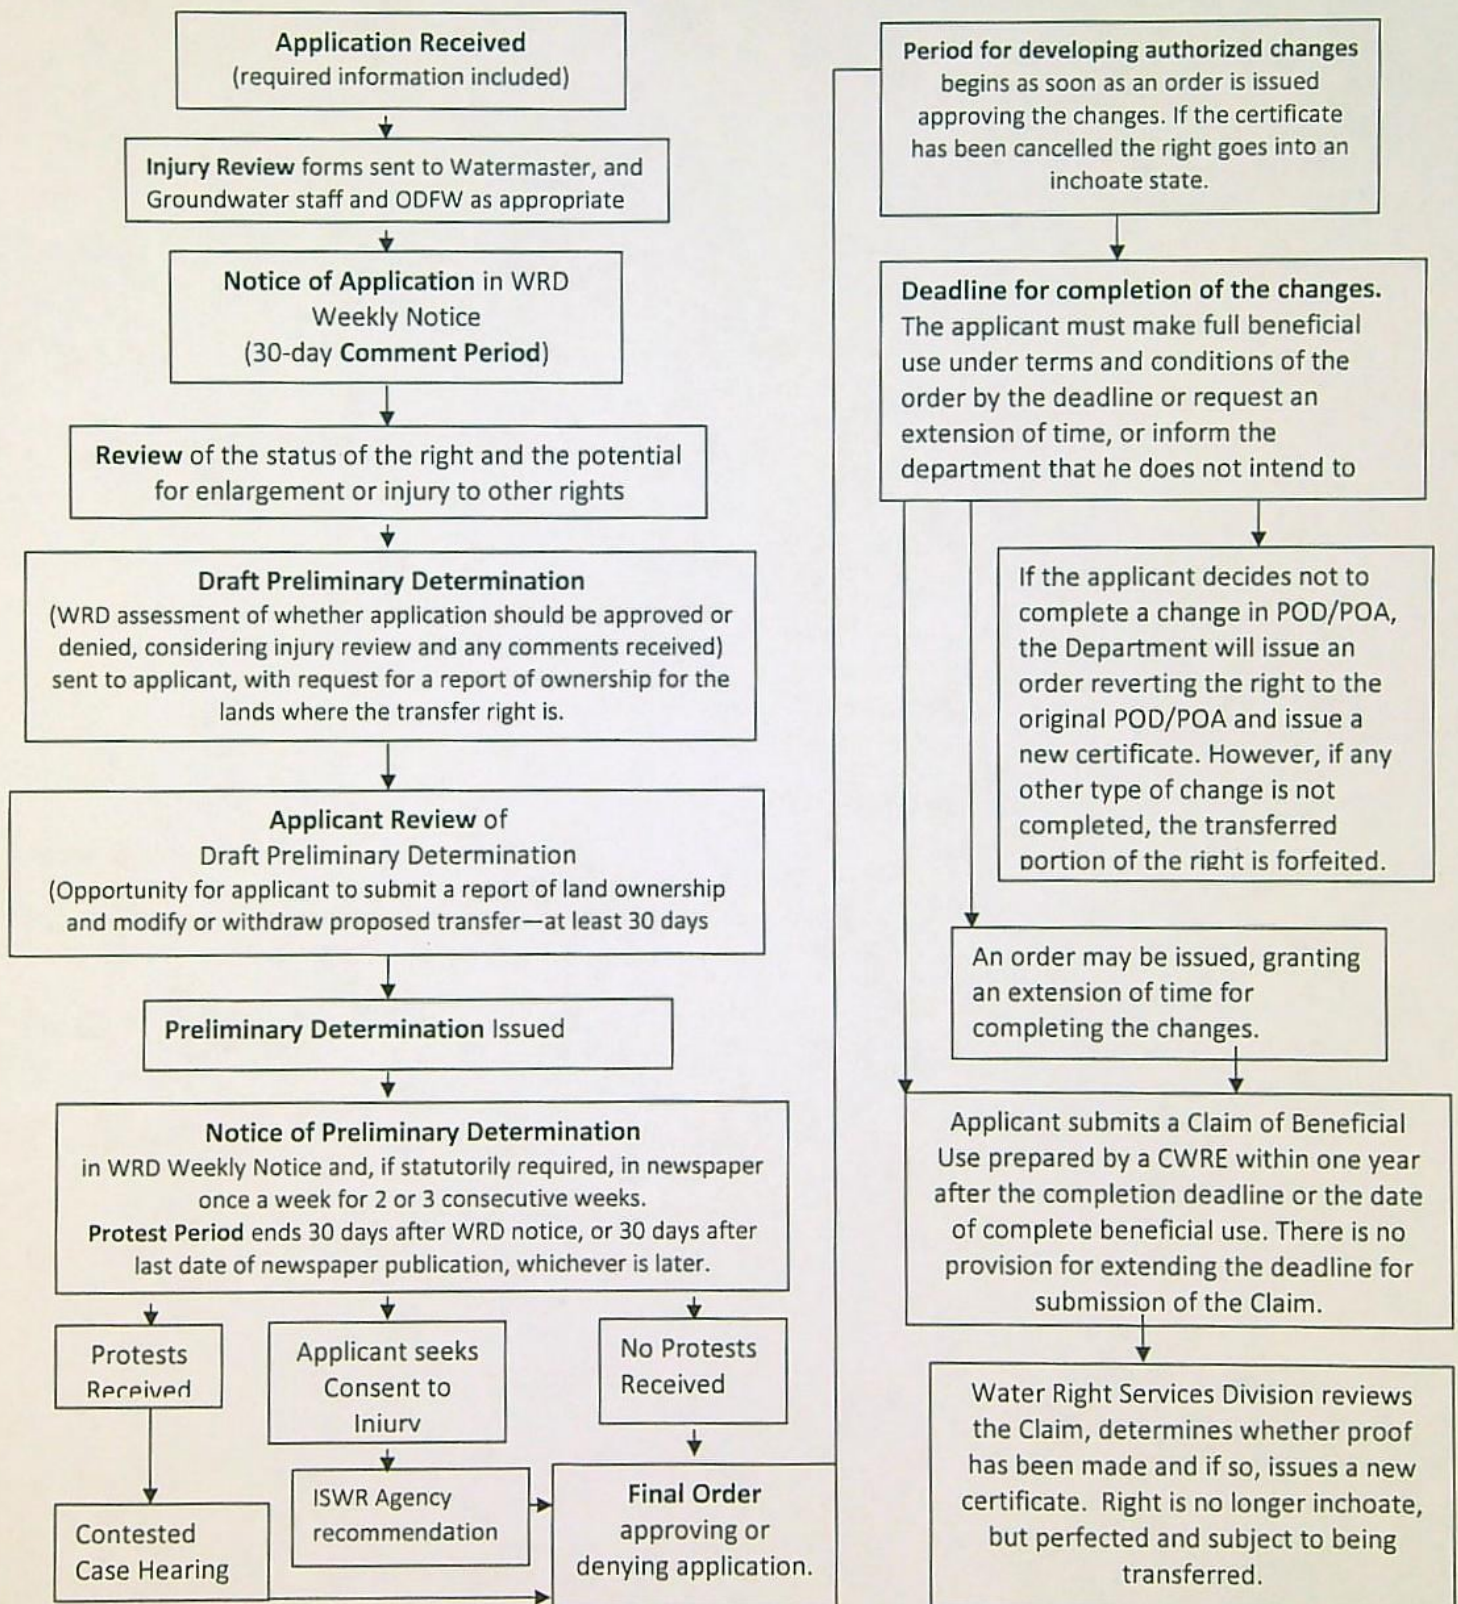 Application Received
(required information included)
Injury Review forms sent to Watermaster, and
Groundwater staff and ODFW as appropriate
Notice of Application in WRD
Weekly Notice
(30-day Comment Period)
Review of the status of the right and the potential
for enlargement or injury to other rights
Draft Preliminary Determination
(WRD assessment of whether application should be approved or
denied, considering injury review and any comments received)
sent to applicant, with request for a report of ownership for the
lands where the transfer right is.
Applicant Review of
Draft Preliminary Determination
(Opportunity for applicant to submit a report of land ownership
and modify or withdraw proposed transfer—at least 30 days
Preliminary Determination Issued
Notice of Preliminary Determination
in WRD Weekly Notice and, if statutorily required, in newspaper
once a week for 2 or 3 consecutive weeks.
Protest Period ends 30 days after WRD notice, or 30 days after
last date of newspaper publication, whichever is later.
Protests
Received
Applicant seeks
Consent to
Injury
No Protests
Received
Contested
Case Hearing
ISWR Agency
recommendation
Final Order
approving or
denying application.
Period for developing authorized changes
begins as soon as an order is issued
approving the changes. If the certificate
has been cancelled the right goes into an
inchoate state.
Deadline for completion of the changes.
The applicant must make full beneficial
use under terms and conditions of the
order by the deadline or request an
extension of time, or inform the
department that he does not intend to
If the applicant decides not to
complete a change in POD/POA,
the Department will issue an
order reverting the right to the
original POD/POA and issue a
new certificate. However, if any
other type of change is not
completed, the transferred
portion of the right is forfeited.
An order may be issued, granting
an extension of time for
completing the changes.
Applicant submits a Claim of Beneficial
Use prepared by a CWRE within one year
after the completion deadline or the date
of complete beneficial use. There is no
provision for extending the deadline for
submission of the Claim.
Water Right Services Division reviews
the Claim, determines whether proof
has been made and if so, issues a new
certificate. Right is no longer inchoate,
but perfected and subject to being
transferred.